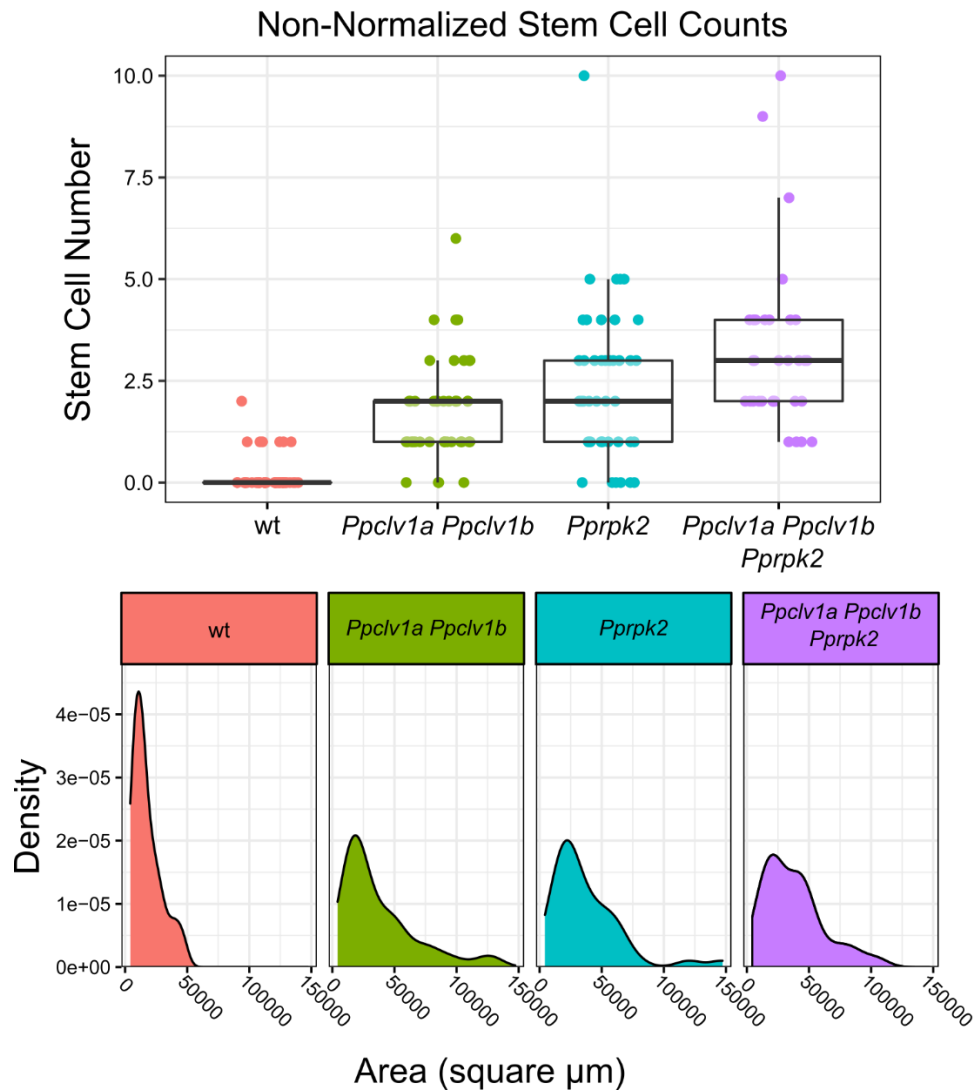 Non-Normalized Stem Cell Counts
Stem Cell Number
10.0
7.5
5.0
2.5
0.0
wt
Ppclv1a Ppclv1b
Pprpk2
Ppclv1a Ppclv1b
Pprpk2
wt
Ppclv1a Ppclv1b
Pprpk2
Ppclv1a Ppclv1b
Pprpk2
Density
4e−05
3e−05
2e−05
1e−05
0e+00
0
50000
100000
150000
0
50000
100000
150000
0
50000
100000
150000
0
50000
100000
150000
Area (square µm)